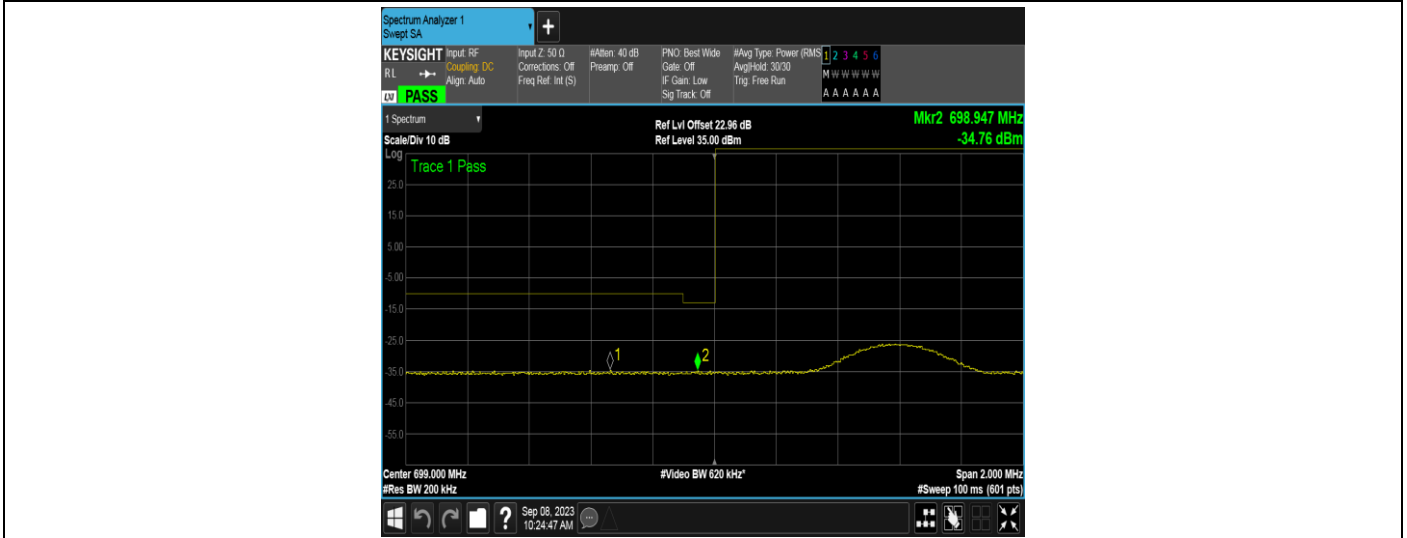 Spectrum Analyzer 1
Swept SA
+
KEYSIGHT Input: RF Input Z: 50 Ω #Atten: 40 dB PNO: Best Wide #Avg Type: Power (RMS 1 2 3 4 5 6
RL Coupling: DC Corrections: Off Preamp: Off Gate: Off Avg|Hold: 30/30 M W W W W W
Align: Auto Freq Ref: Int (S) IF Gain: Low Trig: Free Run
LXI PASS Sig Track: Off A A A A A A
1 Spectrum Ref Lvl Offset 22.96 dB Mkr2 698.947 MHz
Scale/Div 10 dB Ref Level 35.00 dBm -34.76 dBm
Log
Trace 1 Pass
25.0
15.0
5.00
-5.00
-15.0
-25.0
1 2
-35.0
-45.0
-55.0
Center 699.000 MHz #Video BW 620 kHz* Span 2.000 MHz
#Res BW 200 kHz #Sweep 100 ms (601 pts)
? Sep 08, 2023
10:24:47 AM